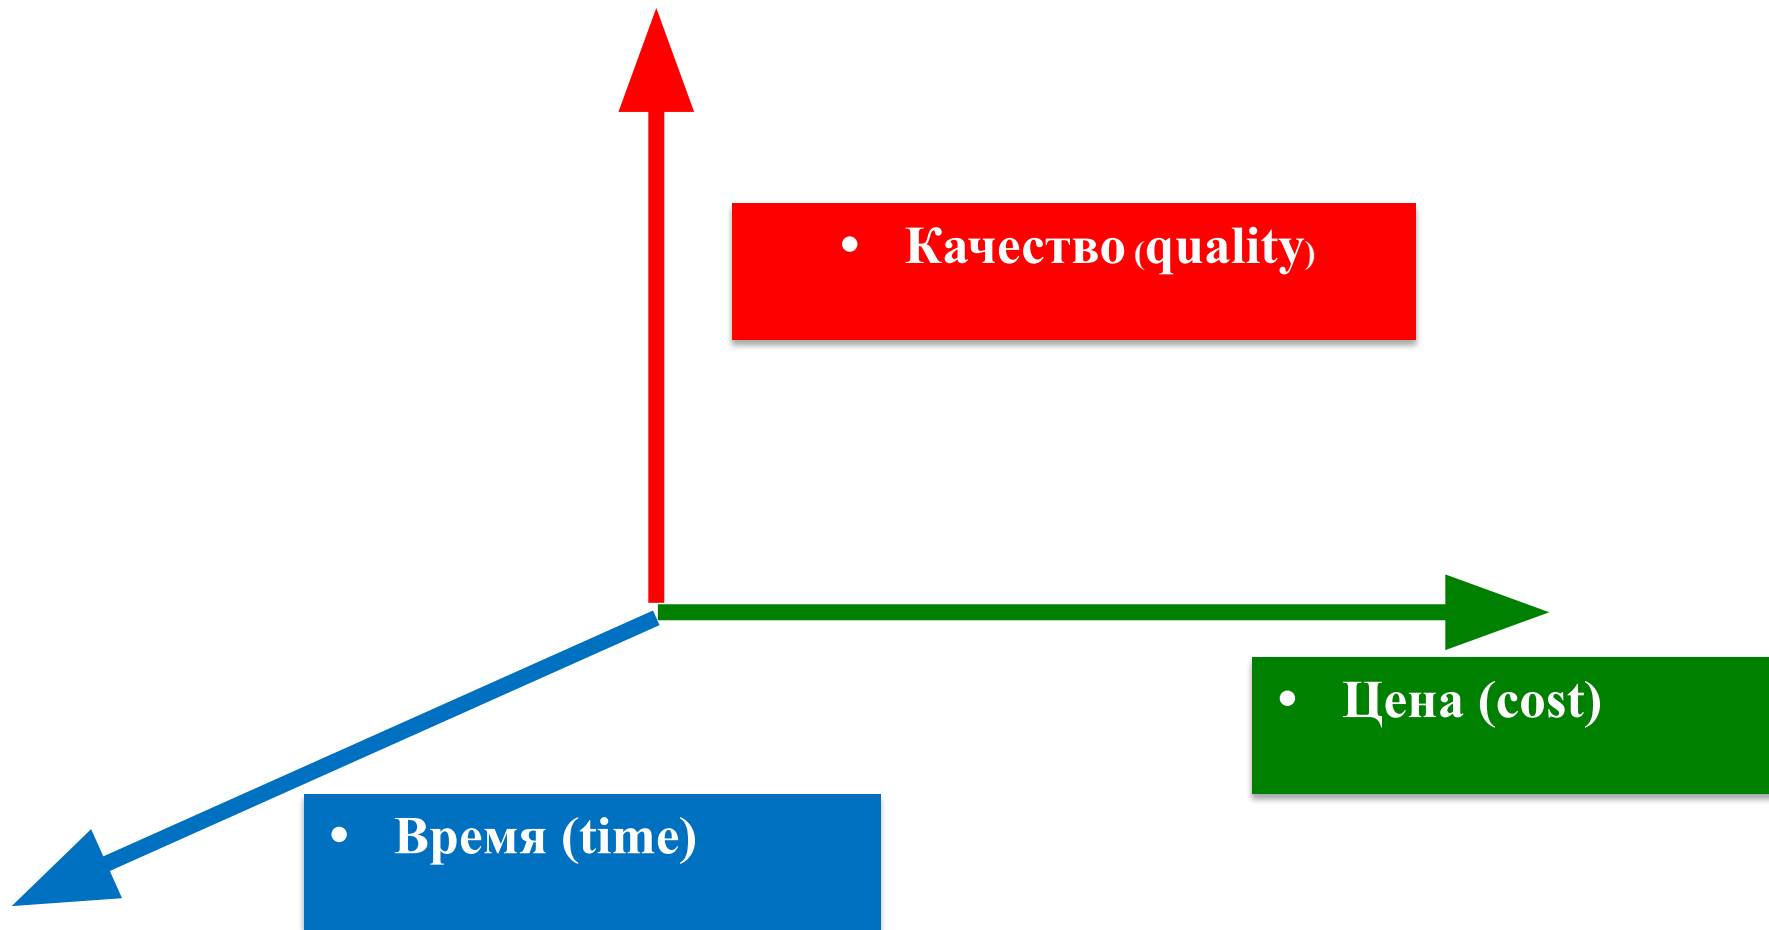 • Качество (quality)
• Цена (cost)
• Время (time)